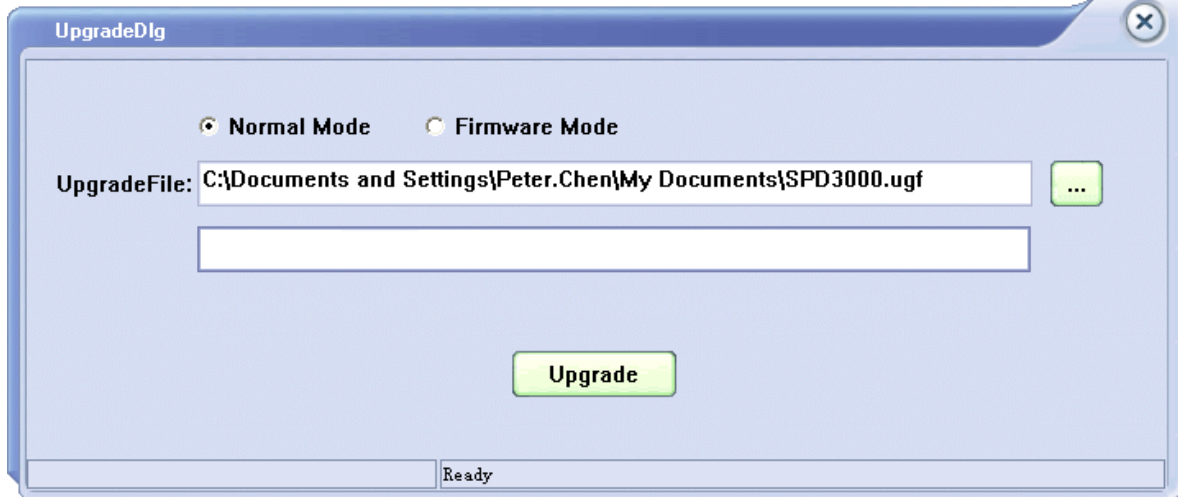 UpgradeDlg
Normal Mode Firmware Mode
UpgradeFile: C:\Documents and Settings\Peter.Chen\My Documents\SPD3000.ugf ...
Upgrade
Ready